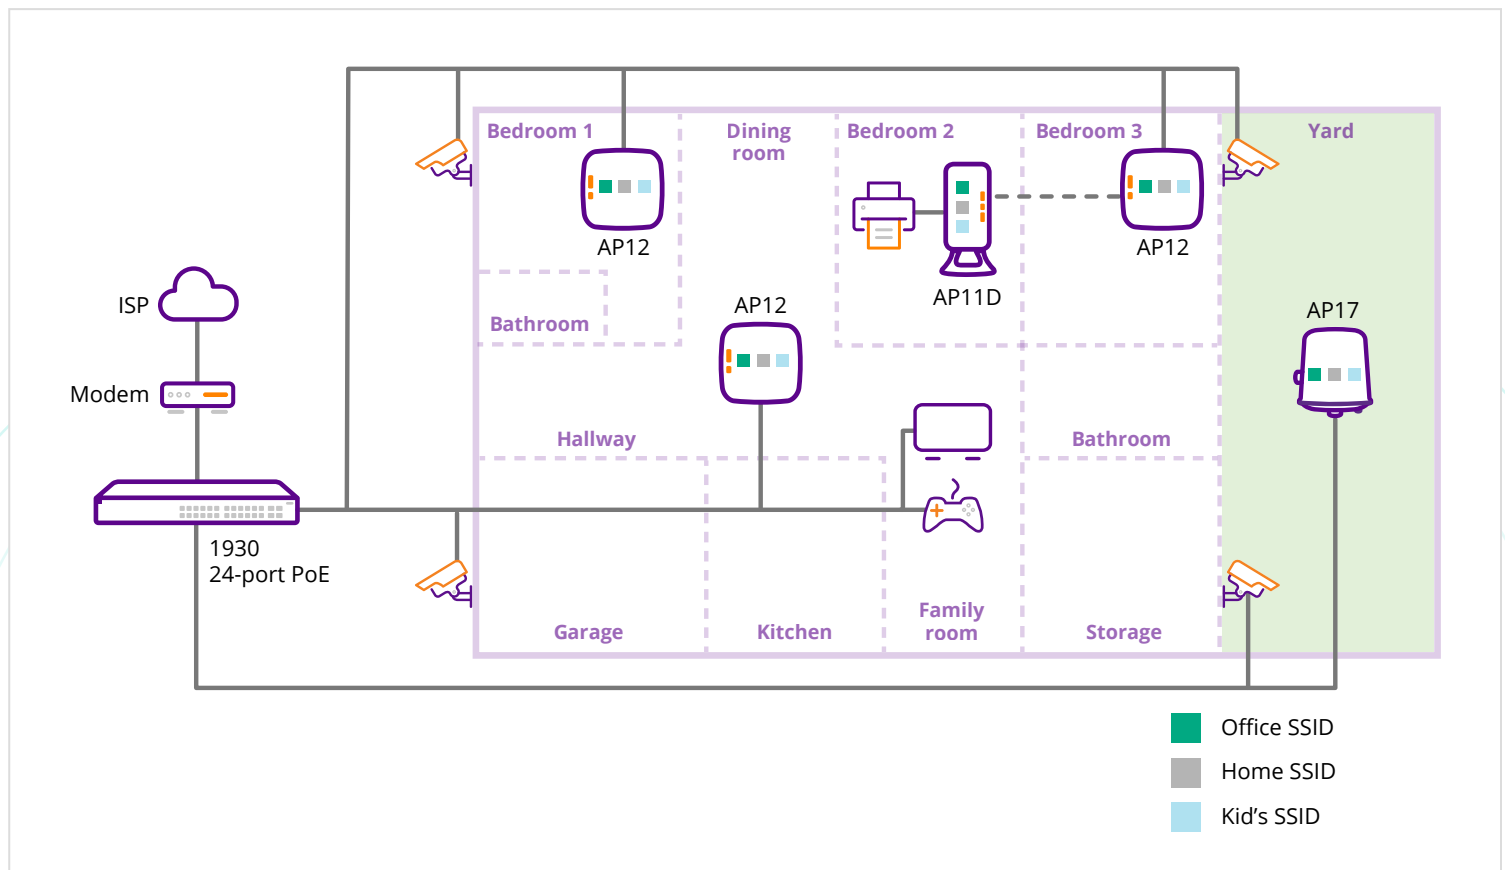 Bedroom 1
Dining
room
Bedroom 2
Bedroom 3
Yard
AP12
AP12
AP11D
ISP
AP12
AP17
Bathroom
Modem
Hallway
Bathroom
1930
24-port PoE
Garage
Kitchen
Family
room
Storage
Office SSID
Home SSID
Kid’s SSID